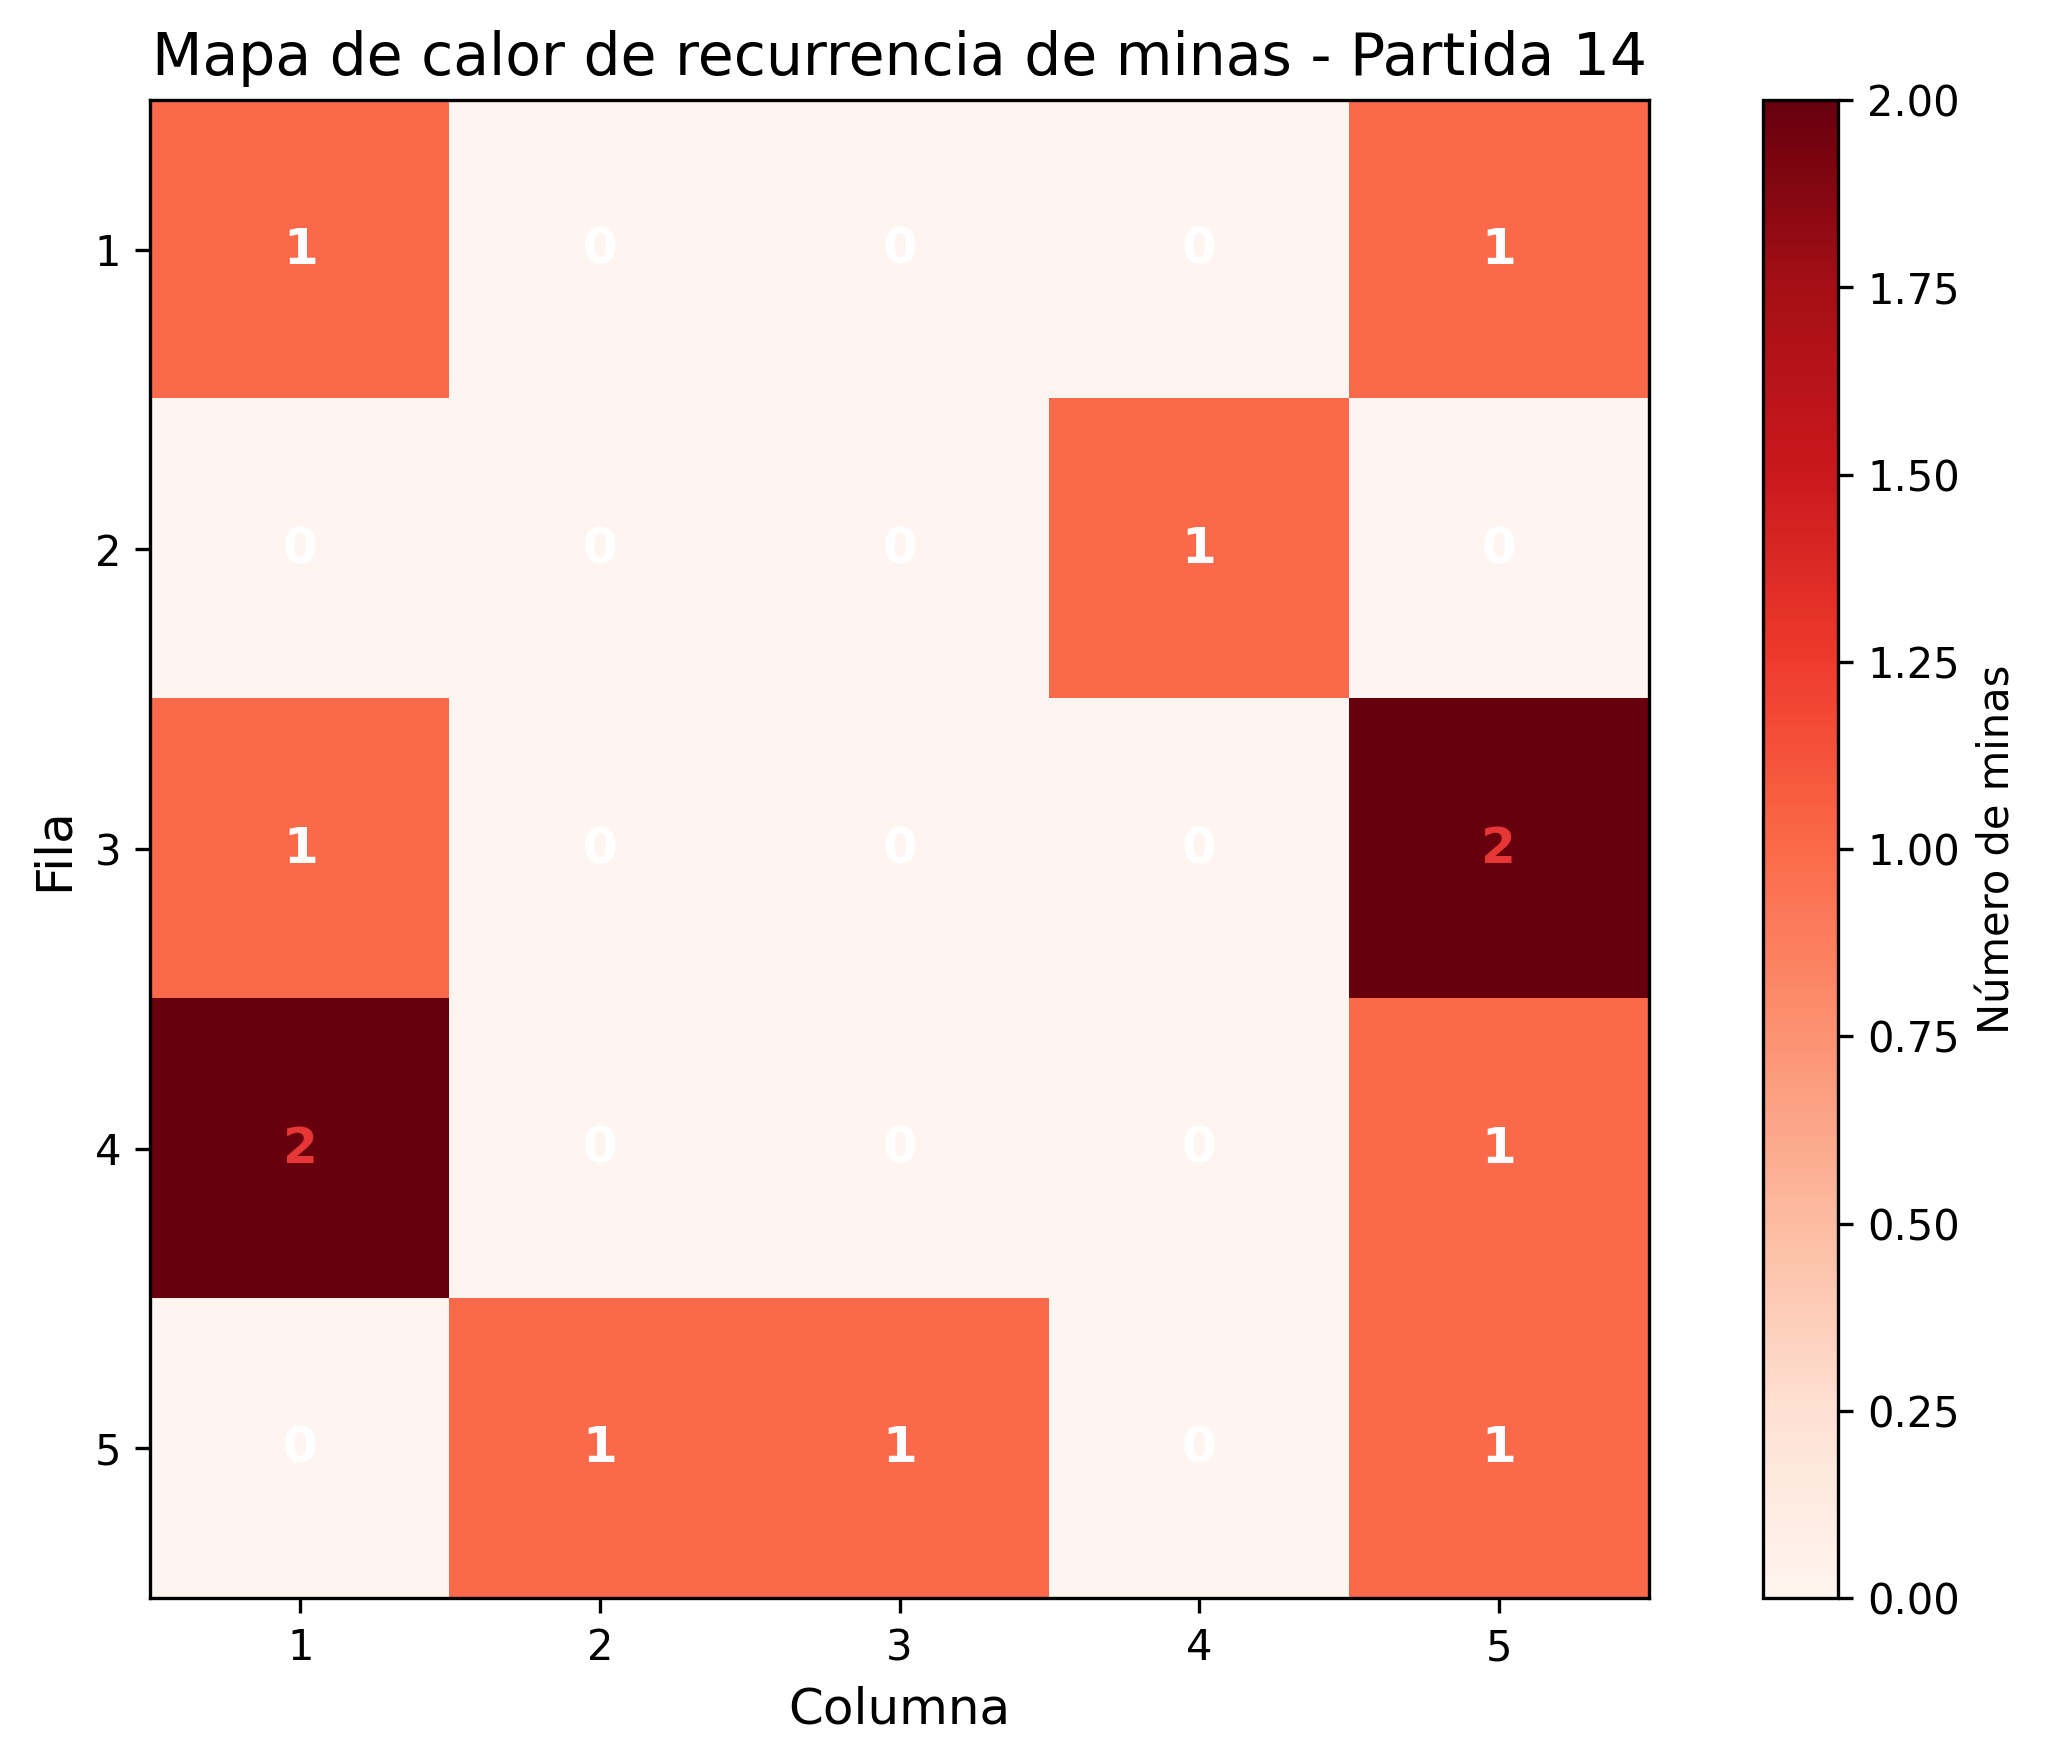 Mapa de calor de recurrencia de minas - Partida 14
1 1 0 0 0 1
2 0 0 0 1 0
3 1 0 0 0 2
4 2 0 0 0 1
5 0 1 1 0 1
1 2 3 4 5
Columna
Fila
2.00
1.75
1.50
1.25
1.00
0.75
0.50
0.25
0.00
Número de minas